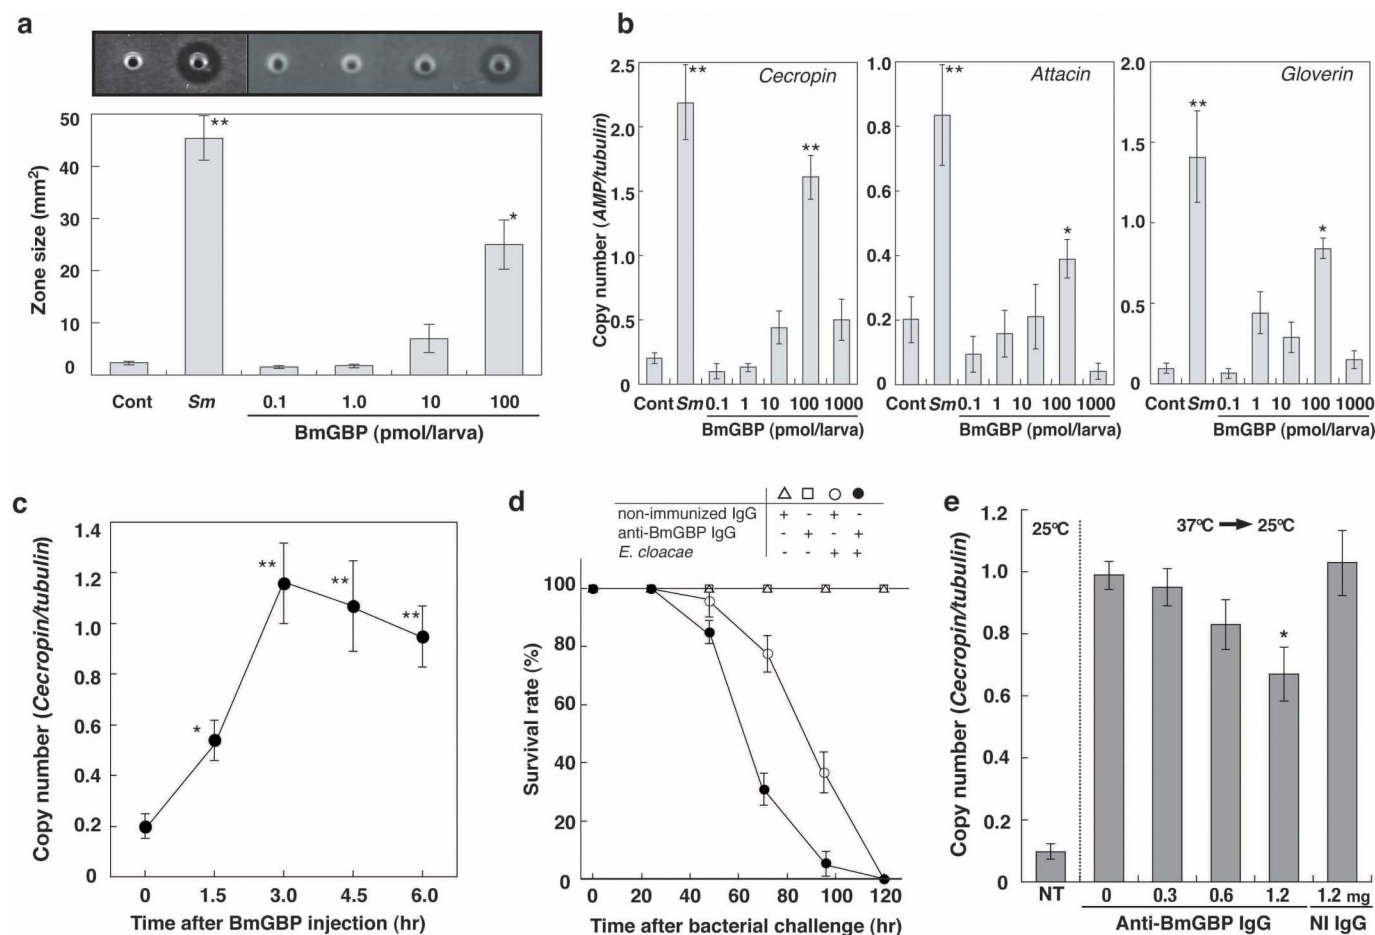 a
50
40
30
20
10
0
Zone size (mm²)
**
*
Cont Sm 0.1 1.0 10 100
BmGBP (pmol/larva)
b
Copy number (AMP/tubulin)
Cecropin
2.5
2.0
1.5
1.0
0.5
0
**
**
Cont Sm 0.1 1 10 100 1000
BmGBP (pmol/larva)
Attacin
1.0
0.8
0.6
0.4
0.2
0
**
*
Cont Sm 0.1 1 10 100 1000
BmGBP (pmol/larva)
Gloverin
2.0
1.5
1.0
0.5
0
**
*
Cont Sm 0.1 1 10 100 1000
BmGBP (pmol/larva)
c
Copy number (Cecropin/tubulin)
1.4
1.2
1.0
0.8
0.6
0.4
0.2
0
*
**
**
**
0 1.5 3.0 4.5 6.0
Time after BmGBP injection (hr)
d
non-immunized IgG + - + -
anti-BmGBP IgG - + - +
E. cloacae - - + +
Survival rate (%)
100
80
60
40
20
0
0 20 40 60 80 100 120
Time after bacterial challenge (hr)
e
Copy number (Cecropin/tubulin)
1.2
1.0
0.8
0.6
0.4
0.2
0
25ºC
37ºC → 25ºC
*
NT 0 0.3 0.6 1.2 1.2 mg
Anti-BmGBP IgG NI IgG